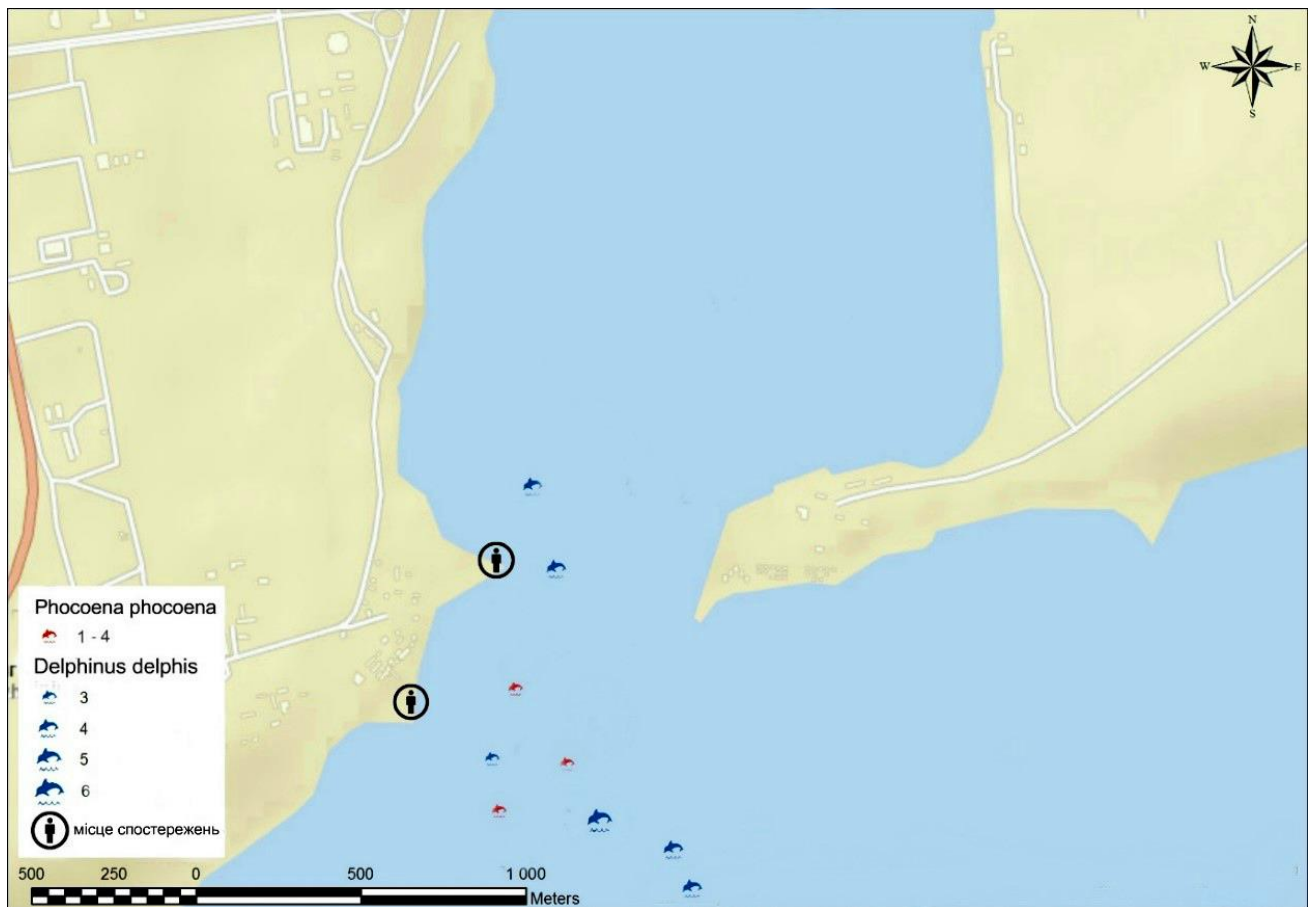 N
W E
S
Phocoena phocoena
1 - 4
Delphinus delphis
3
4
5
6
місце спостережень
500 250 0 500 1 000
Meters